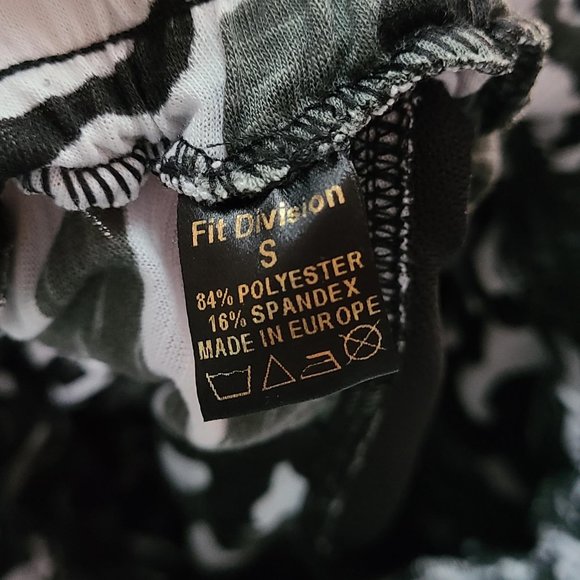 Fit Division
S
84% POLYESTER
16% SPANDEX
MADE IN EUROPE